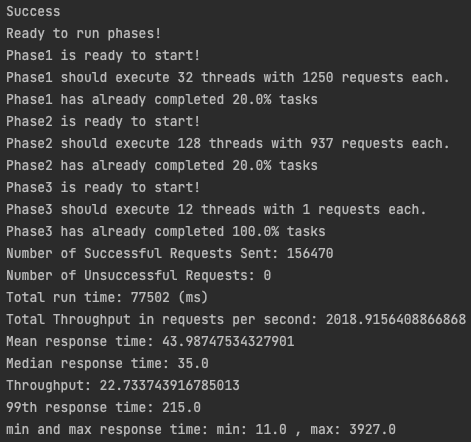 Success
Ready to run phases!
Phase1 is ready to start!
Phase1 should execute 32 threads with 1250 requests each.
Phase1 has already completed 20.0% tasks
Phase2 is ready to start!
Phase2 should execute 128 threads with 937 requests each.
Phase2 has already completed 20.0% tasks
Phase3 is ready to start!
Phase3 should execute 12 threads with 1 requests each.
Phase3 has already completed 100.0% tasks
Number of Successful Requests Sent: 156470
Number of Unsuccessful Requests: 0
Total run time: 77502 (ms)
Total Throughput in requests per second: 2018.9156408866868
Mean response time: 43.98747534327901
Median response time: 35.0
Throughput: 22.733743916785013
99th response time: 215.0
min and max response time: min: 11.0 , max: 3927.0